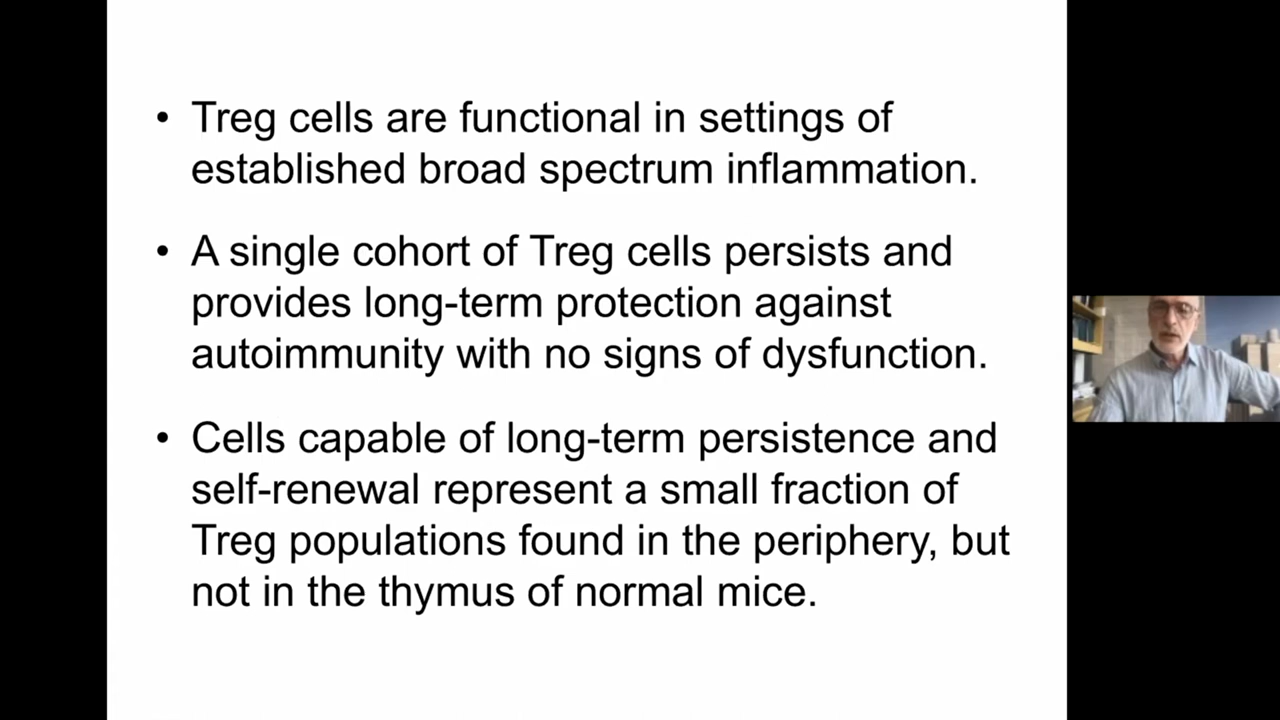 • Treg cells are functional in settings of
established broad spectrum inflammation.
• A single cohort of Treg cells persists and
provides long-term protection against
autoimmunity with no signs of dysfunction.
• Cells capable of long-term persistence and
self-renewal represent a small fraction of
Treg populations found in the periphery, but
not in the thymus of normal mice.